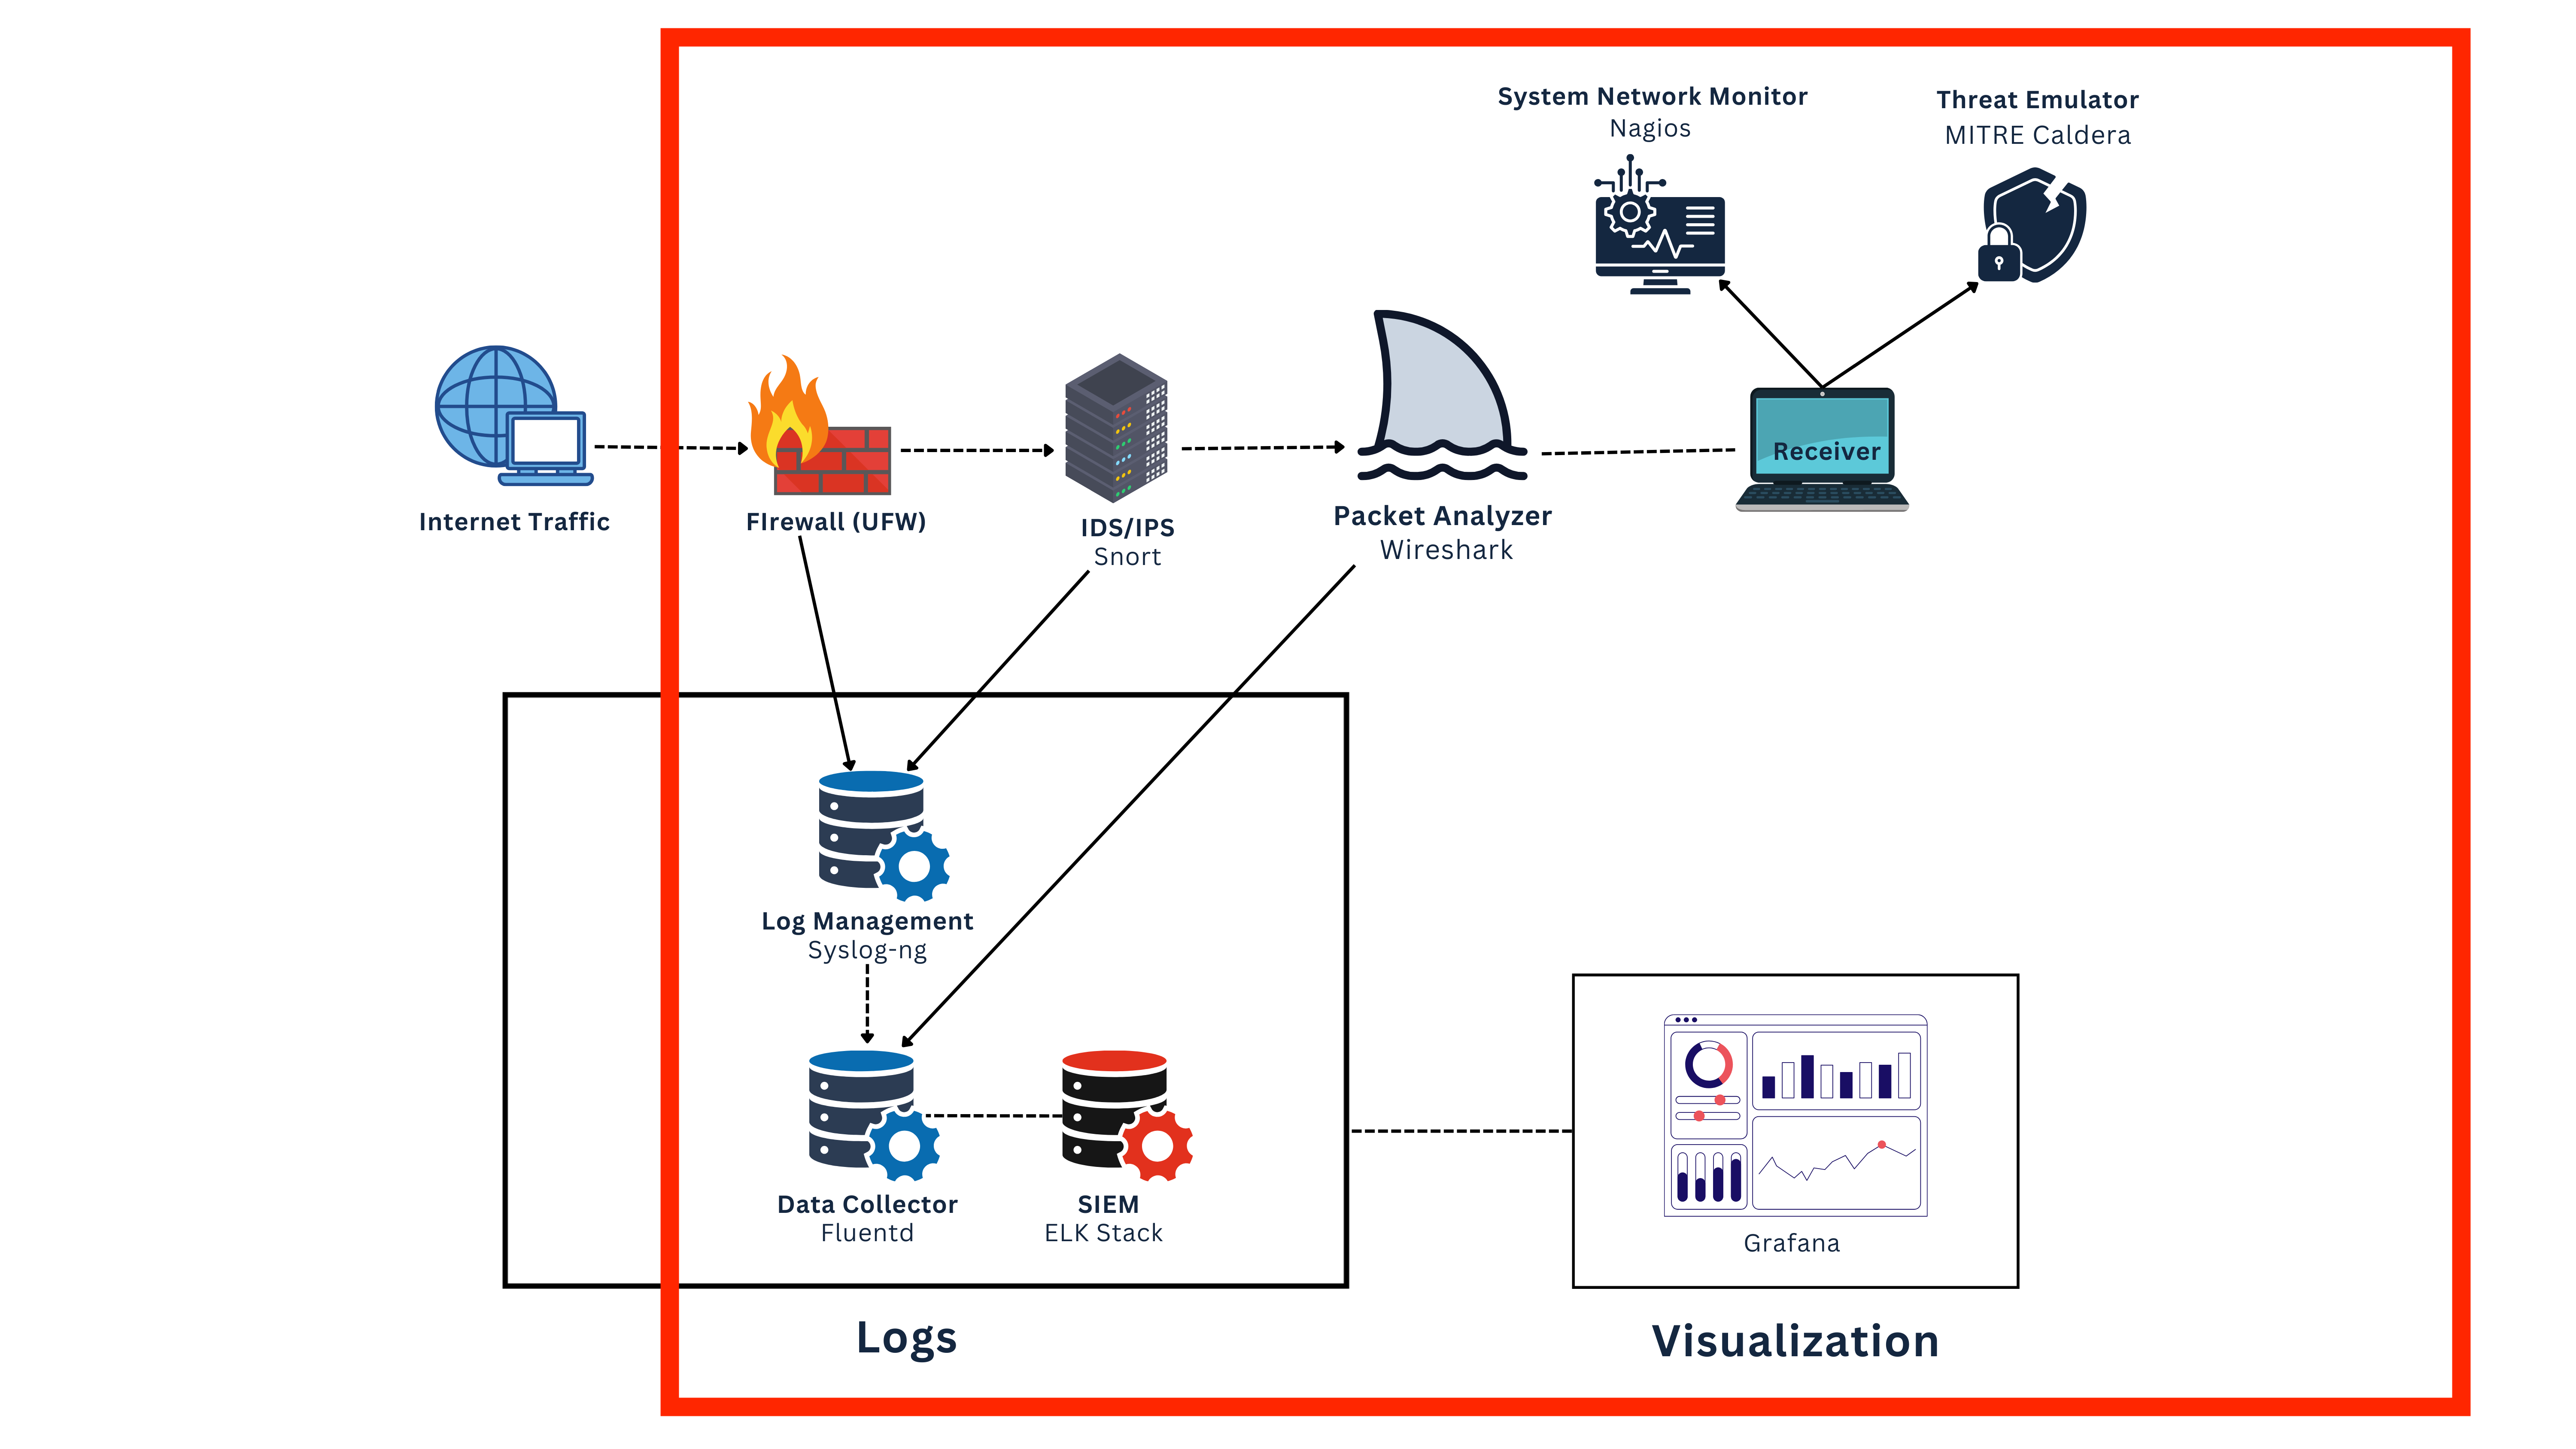 System Network Monitor
Nagios
Threat Emulator
MITRE Caldera
Internet Traffic
FIrewall (UFW)
IDS/IPS
Snort
Packet Analyzer
Wireshark
Receiver
Log Management
Syslog-ng
Data Collector
Fluentd
SIEM
ELK Stack
Grafana
Logs
Visualization